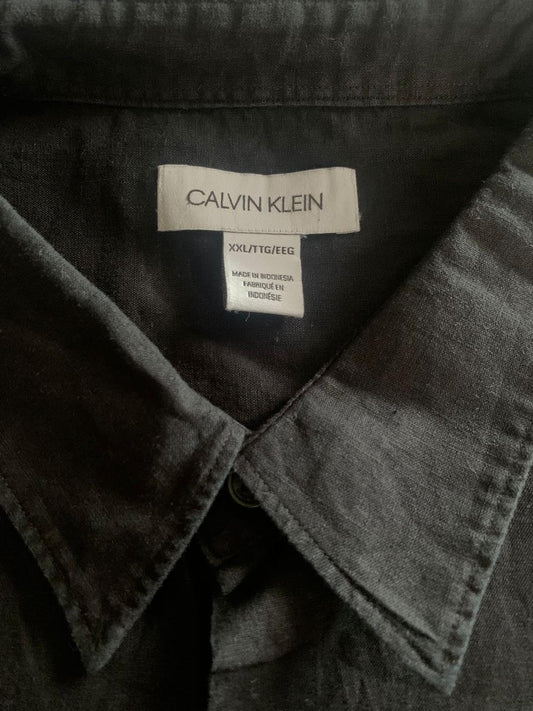 CALVIN KLEIN
XXL/TTG/EEG
MADE IN INDONESIA
FABRIQUÉ EN
INDONÉSIE